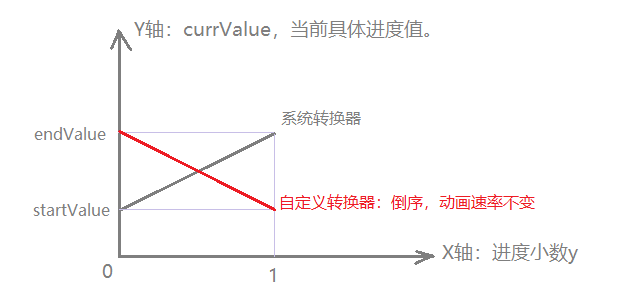 Y轴：currValue，当前具体进度值。
系统转换器
endValue
自定义转换器：倒序，动画速率不变
startValue
X轴：进度小数y
0
1